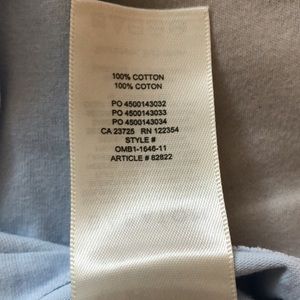 100% COTTON
100% COTON
PO 4500143032
PO 4500143033
PO 4500143034
CA 23725 RN 122354
STYLE #
OMB1-1646-11
ARTICLE # 82822